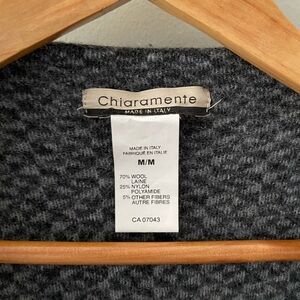 Chiaramente
MADE IN ITALY
MADE IN ITALY
FABRIQUÉ EN ITALIE
M/M
70% WOOL
LAINE
25% NYLON
POLYAMIDE
5% OTHER FIBERS
AUTRE FIBRES
CA 07043